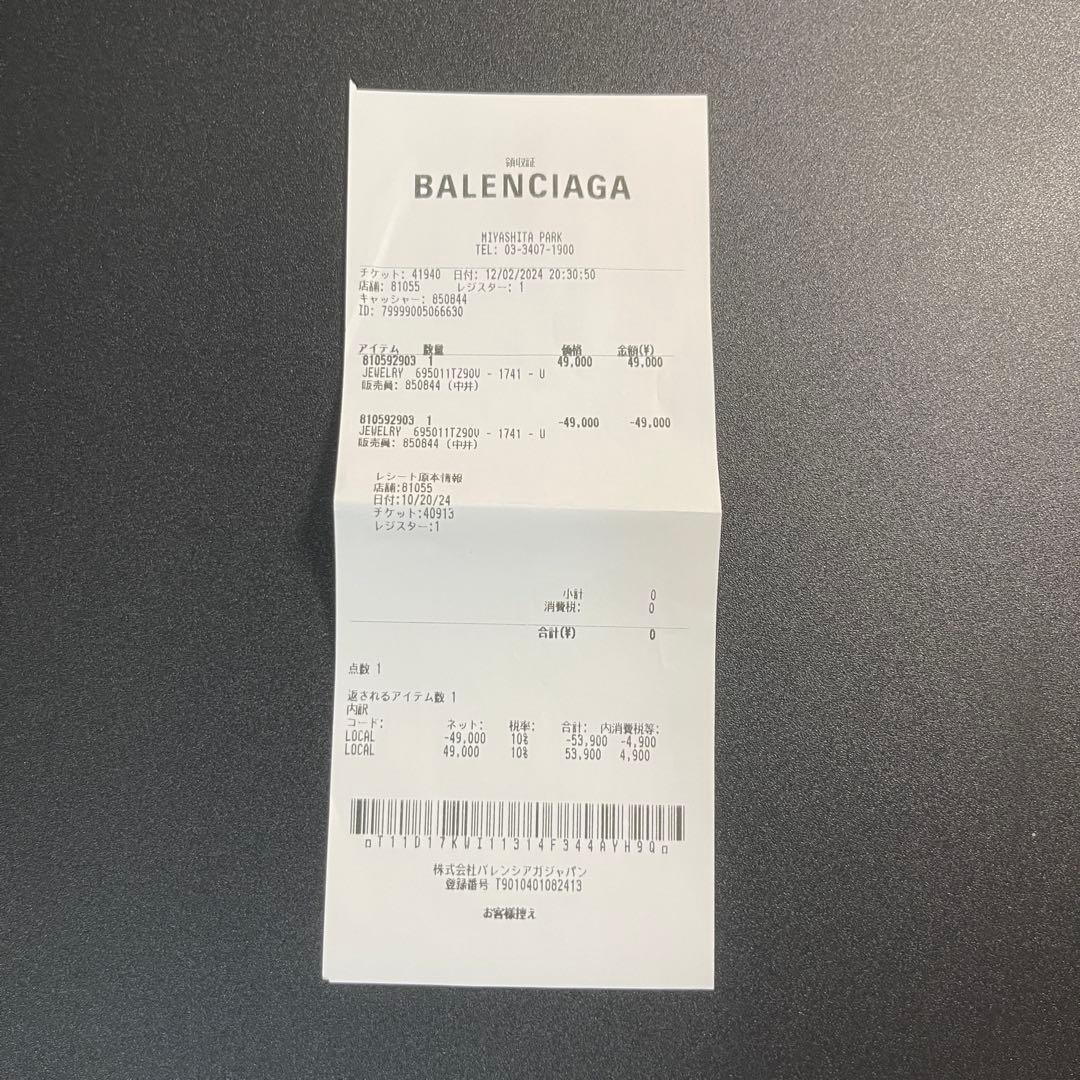 領収証
BALENCIAGA
MIYASHITA PARK
TEL: 03-3407-1900
チケット: 41940 日付: 12/02/2024 20:30:50
店舗: 81055 レジスター: 1
キャッシャー: 850844
ID: 79999005066630
アイテム 数量 価格 金額(¥)
810592903 1 49,000 49,000
JEWELRY 695011TZ90U - 1741 - U
販売員: 850844 (中井)
810592903 1 -49,000 -49,000
JEWELRY 695011TZ90U - 1741 - U
販売員: 850844 (中井)
レシート原本情報
店舗:81055
日付:10/20/24
チケット:40913
レジスター:1
小計 0
消費税: 0
合計(¥) 0
点数 1
返されるアイテム数 1
内訳
コード: ネット: 税率: 合計: 内消費税等:
LOCAL -49,000 10% -53,900 -4,900
LOCAL 49,000 10% 53,900 4,900
T11D17KWI11314F344AYH9Q
株式会社バレンシアガジャパン
登録番号 T9010401082413
お客様控え